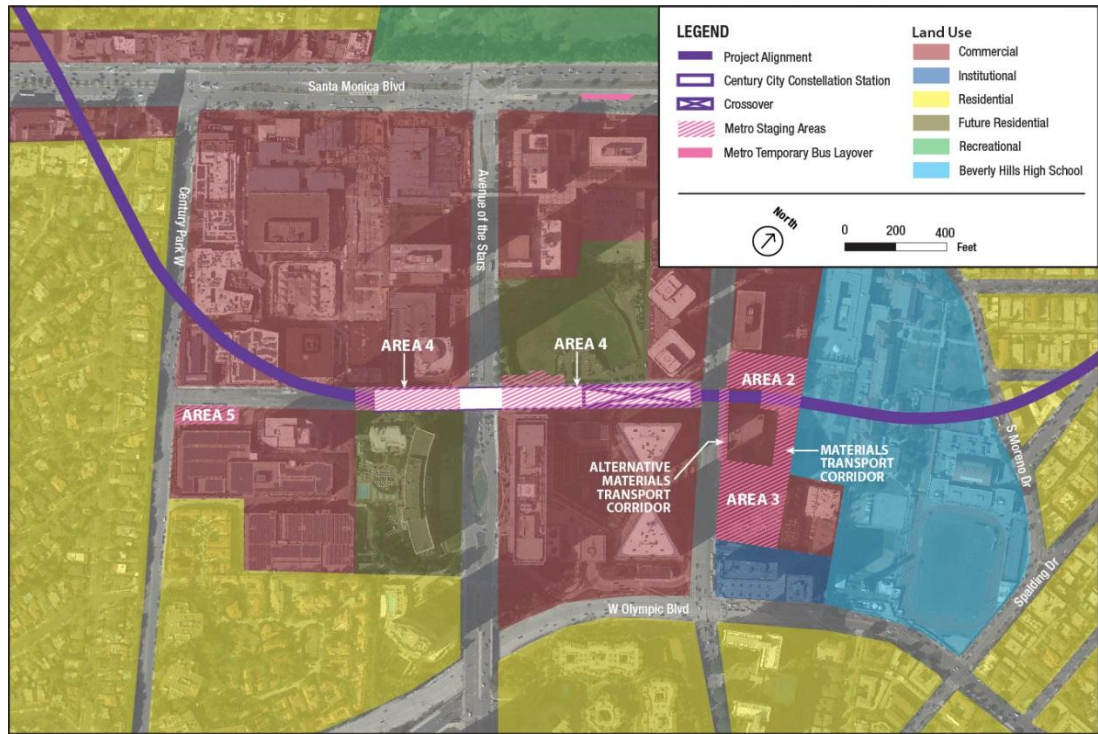 LEGEND
Project Alignment
Century City Constellation Station
Crossover
Metro Staging Areas
Metro Temporary Bus Layover
Land Use
Commercial
Institutional
Residential
Future Residential
Recreational
Beverly Hills High School
North
0 200 400
Feet
Santa Monica Blvd
Century Park W
Avenue of the Stars
AREA 4
AREA 4
AREA 2
AREA 5
ALTERNATIVE
MATERIALS
TRANSPORT
CORRIDOR
MATERIALS
TRANSPORT
CORRIDOR
AREA 3
S Moreno Dr
Spalding Dr
W Olympic Blvd